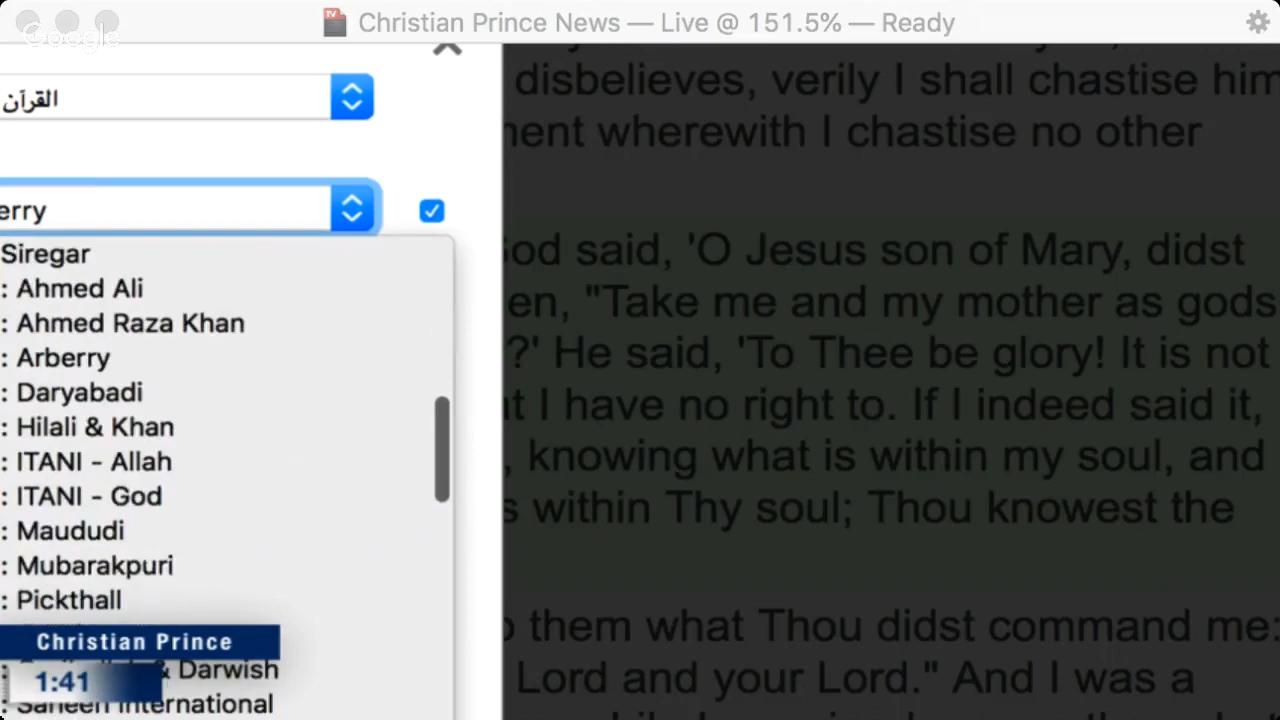 Christian Prince News — Live @ 151.5% — Ready
Google
القرآن
erry
Siregar
: Ahmed Ali
: Ahmed Raza Khan
: Arberry
: Daryabadi
: Hilali & Khan
: ITANI - Allah
: ITANI - God
: Maududi
: Mubarakpuri
: Pickthall
& Darwish
International
Christian Prince
1:41
disbelieves, verily I shall chastise him
wherewith I chastise no other
said, 'O Jesus son of Mary, didst
"Take me and my mother as gods
?' He said, 'To Thee be glory! It is not
I have no right to. If I indeed said it,
, knowing what is within my soul, and
within Thy soul; Thou knowest the
them what Thou didst command me:
Lord and your Lord." And I was a